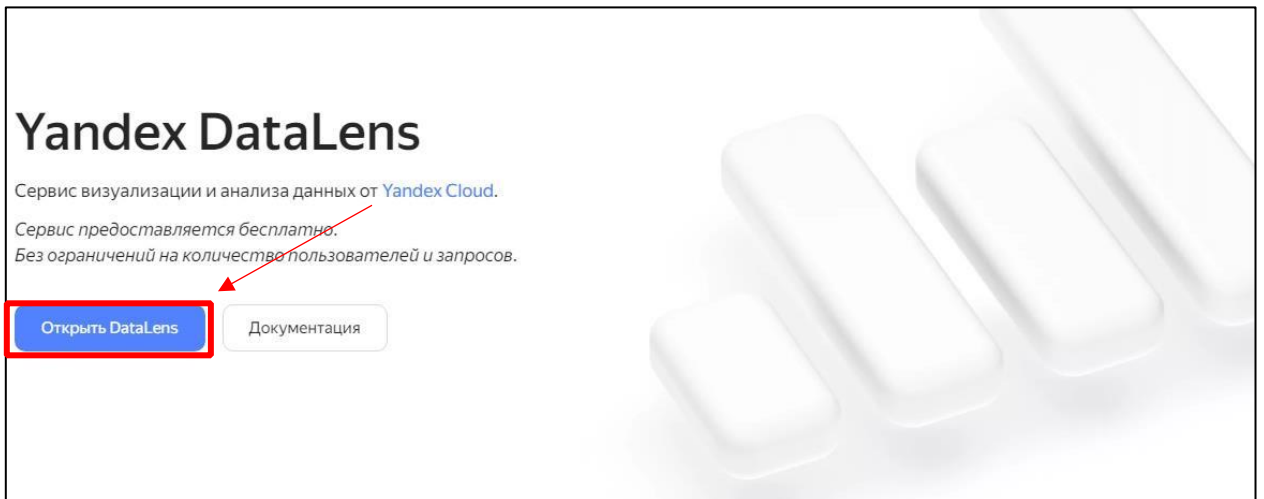 Yandex DataLens
Сервис визуализации и анализа данных от Yandex Cloud.
Сервис предоставляется бесплатно.
Без ограничений на количество пользователей и запросов.
Открыть DataLens
Документация